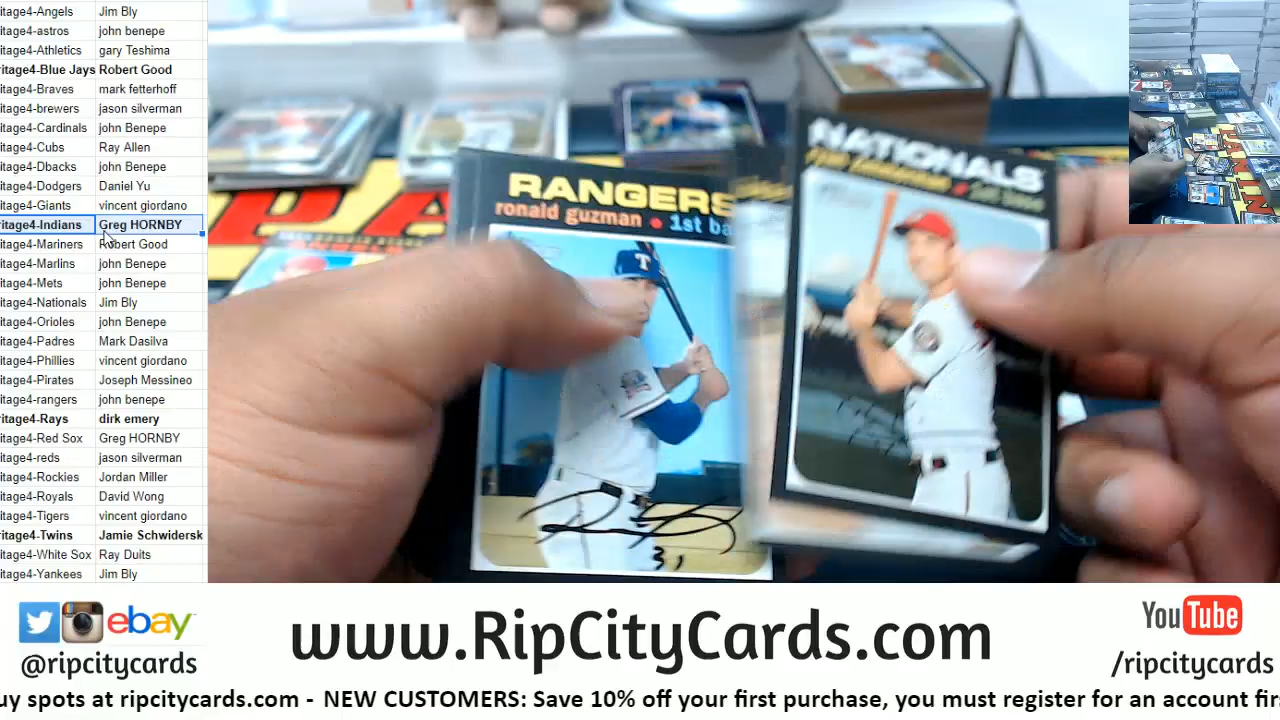 itage4-Angels Jim Bly
itage4-astros john benepe
itage4-Athletics gary Teshima
ritage4-Blue Jays Robert Good
itage4-Braves mark fetterhoff
itage4-brewers jason silverman
itage4-Cardinals john Benepe
itage4-Cubs Ray Allen
itage4-Dbacks john Benepe
itage4-Dodgers Daniel Yu
itage4-Giants vincent giordano
ritage4-Indians Greg HORNBY
itage4-Mariners Robert Good
itage4-Marlins john Benepe
itage4-Mets john Benepe
itage4-Nationals Jim Bly
itage4-Orioles john Benepe
itage4-Padres Mark Dasilva
itage4-Phillies vincent giordano
itage4-Pirates Joseph Messineo
itage4-rangers john benepe
ritage4-Rays dirk emery
itage4-Red Sox Greg HORNBY
itage4-reds jason silverman
itage4-Rockies Jordan Miller
itage4-Royals David Wong
itage4-Tigers vincent giordano
ritage4-Twins Jamie Schwidersk
itage4-White Sox Ray Duits
itage4-Yankees Jim Bly
RANGERS
ronald guzman • 1st ba
NATIONALS
ebay
@ripcitycards
www.RipCityCards.com
YouTube
/ripcitycards
uy spots at ripcitycards.com - NEW CUSTOMERS: Save 10% off your first purchase, you must register for an account fir